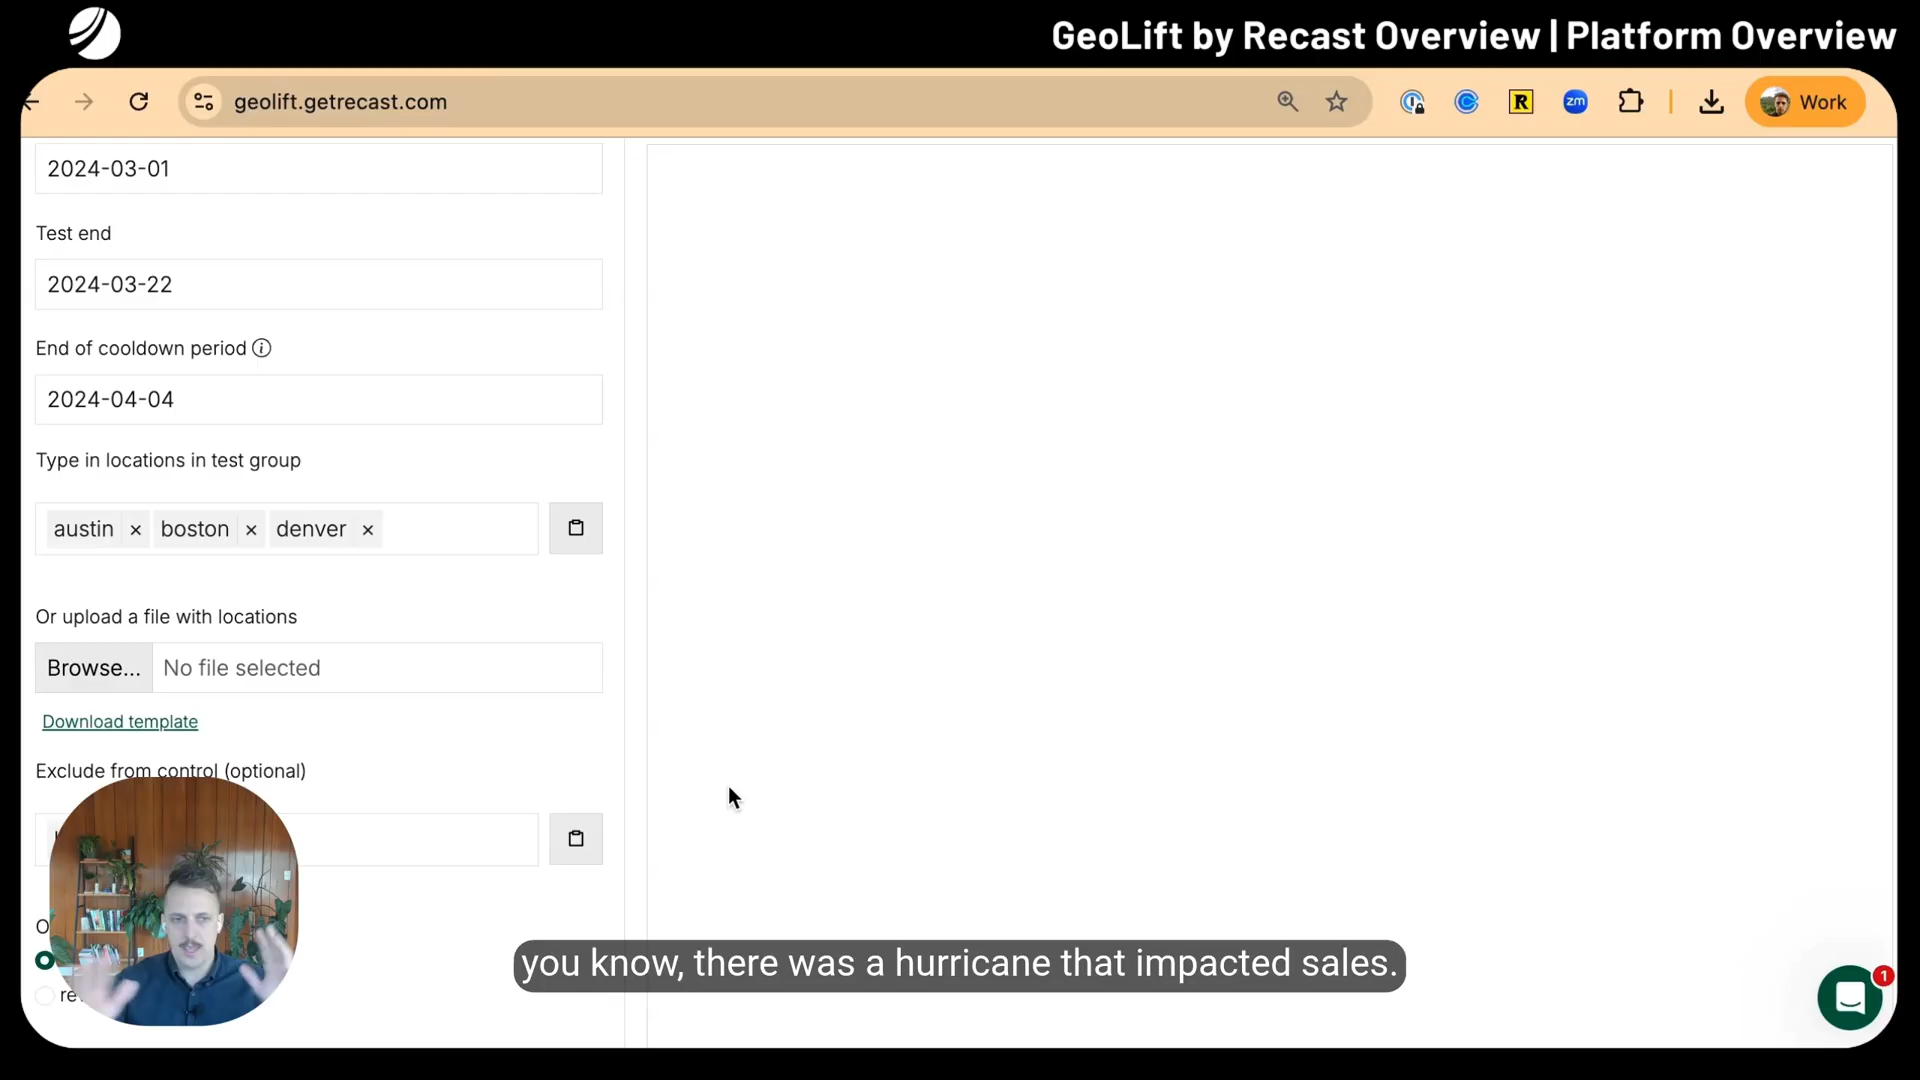 GeoLift by Recast Overview | Platform Overview
geolift.getrecast.com
R
zm
Work
2024-03-01
Test end
2024-03-22
End of cooldown period
2024-04-04
Type in locations in test group
austin × boston × denver ×
Or upload a file with locations
Browse... No file selected
Download template
Exclude from control (optional)
you know, there was a hurricane that impacted sales.
1